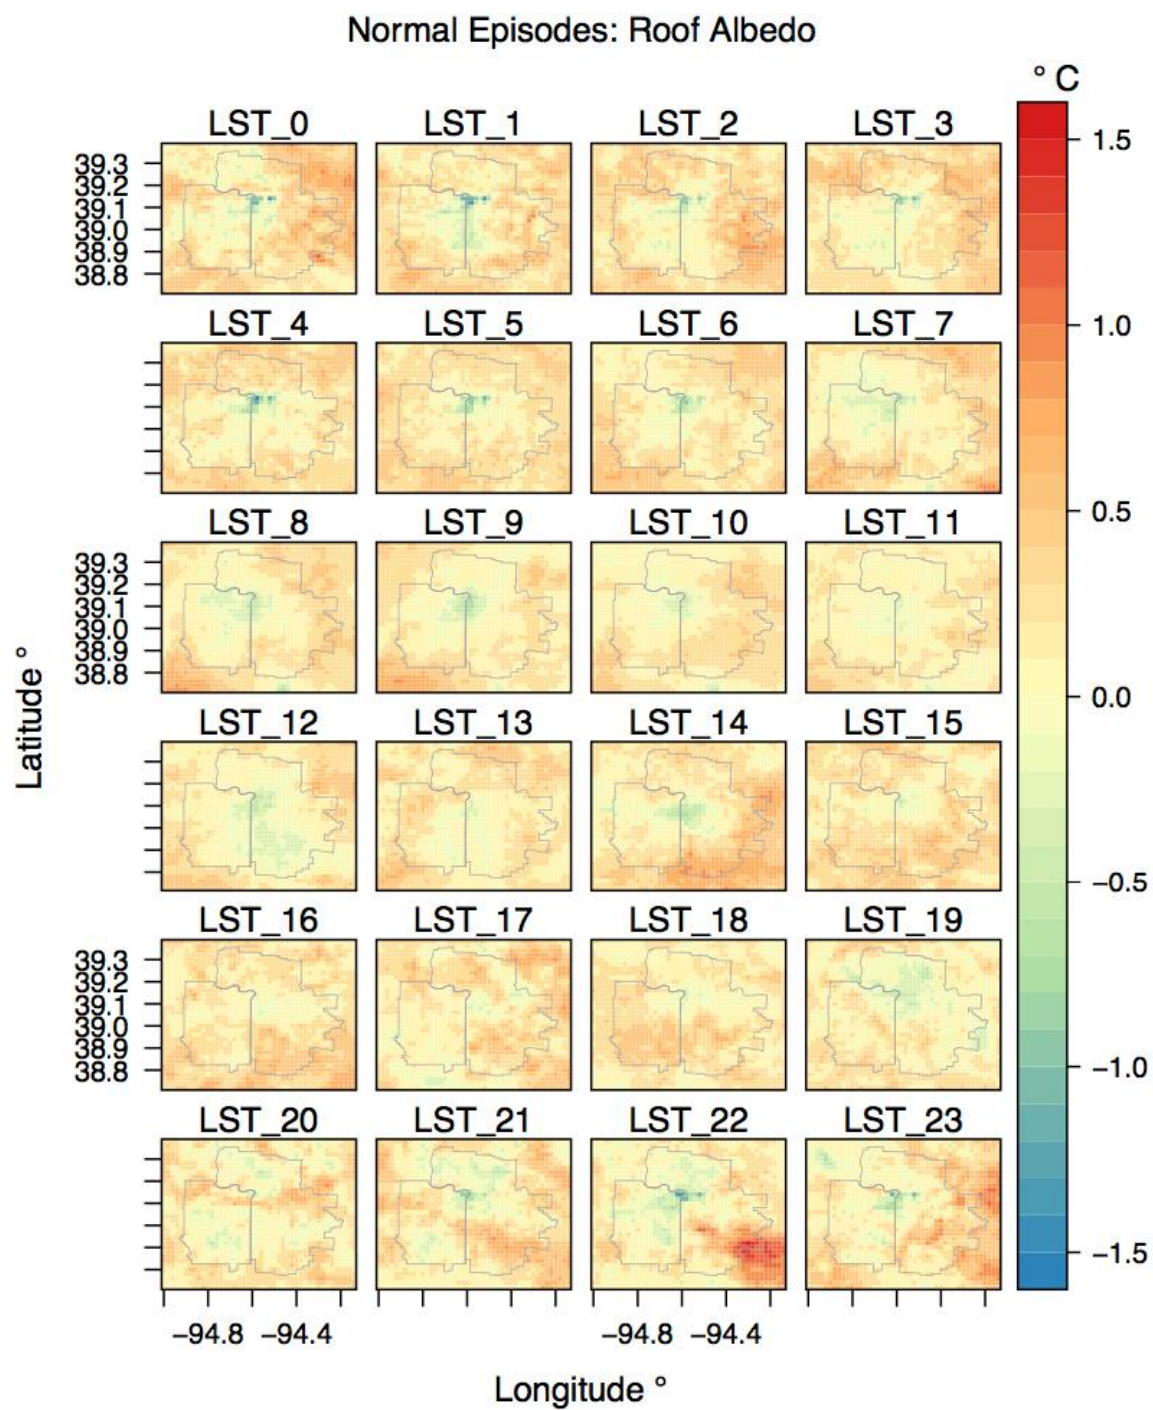 Normal Episodes: Roof Albedo
° C
LST_0 LST_1 LST_2 LST_3
39.3
39.2
39.1
39.0
38.9
38.8
LST_4 LST_5 LST_6 LST_7
LST_8 LST_9 LST_10 LST_11
39.3
39.2
39.1
39.0
38.9
38.8
LST_12 LST_13 LST_14 LST_15
LST_16 LST_17 LST_18 LST_19
39.3
39.2
39.1
39.0
38.9
38.8
LST_20 LST_21 LST_22 LST_23
−94.8 −94.4 −94.8 −94.4
Longitude °
Latitude °
1.5
1.0
0.5
0.0
−0.5
−1.0
−1.5